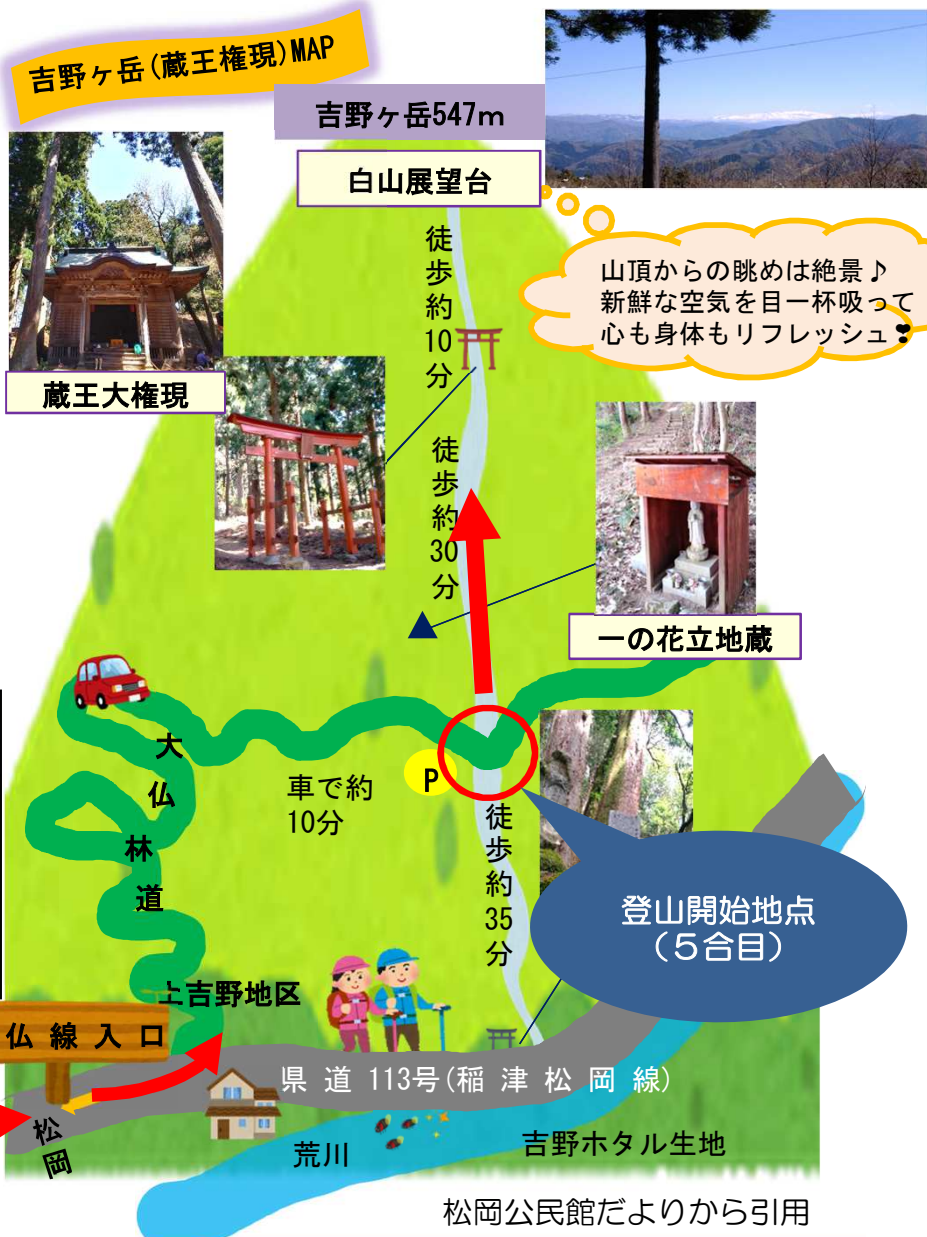 吉野ヶ岳(蔵王権現)MAP
吉野ヶ岳547m
白山展望台
徒歩約10分
山頂からの眺めは絶景♪
新鮮な空気を目一杯吸って
心も身体もリフレッシュ❣
蔵王大権現
徒歩約30分
一の花立地蔵
大仏林道
車で約
10分
P
徒歩約35分
登山開始地点
(5合目)
上吉野地区
仏線入口
県道113号(稲津松岡線)
松岡
荒川
吉野ホタル生地
松岡公民館だよりから引用